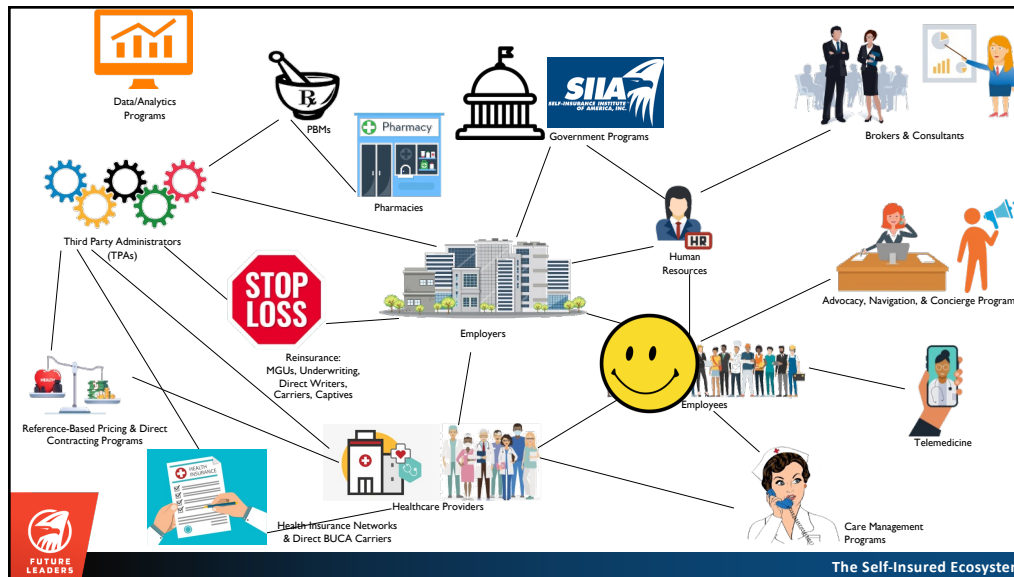 Data/Analytics
Programs
Rx
PBMs
Pharmacy
Pharmacies
SIIA
SELF-INSURANCE INSTITUTE
OF AMERICA, INC.
Government Programs
Brokers & Consultants
Third Party Administrators
(TPAs)
HR
Human
Resources
Advocacy, Navigation, & Concierge Program
STOP
LOSS
Employers
Reinsurance:
MGUs, Underwriting,
Direct Writers,
Carriers, Captives
Employees
Telemedicine
HEALTH
Reference-Based Pricing & Direct
Contracting Programs
HEALTH
INSURANCE
Healthcare Providers
Health Insurance Networks
& Direct BUCA Carriers
Care Management
Programs
FUTURE
LEADERS
The Self-Insured Ecosyster